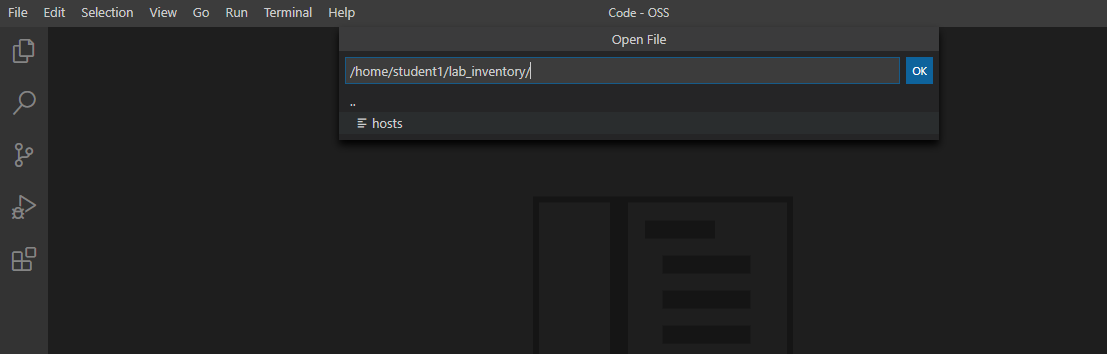 File Edit Selection View Go Run Terminal Help Code - OSS
Open File
/home/student1/lab_inventory/ OK
..
hosts